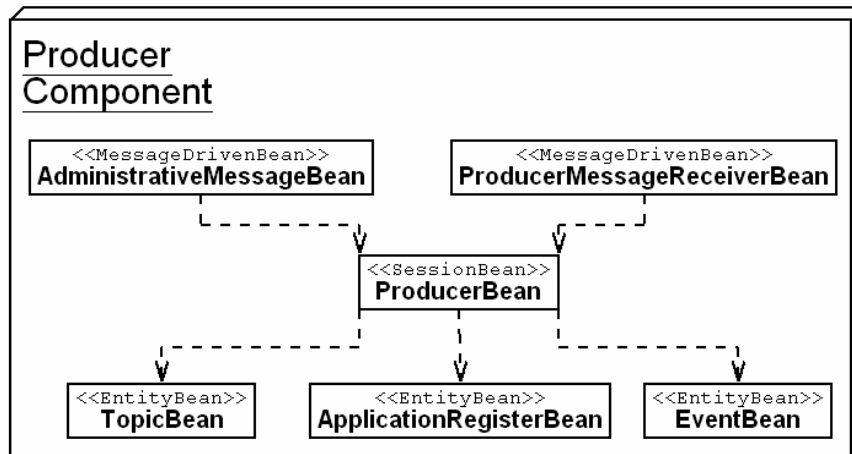 Producer
Component
<<MessageDrivenBean>>
AdministrativeMessageBean
<<MessageDrivenBean>>
ProducerMessageReceiverBean
<<SessionBean>>
ProducerBean
<<EntityBean>>
TopicBean
<<EntityBean>>
ApplicationRegisterBean
<<EntityBean>>
EventBean